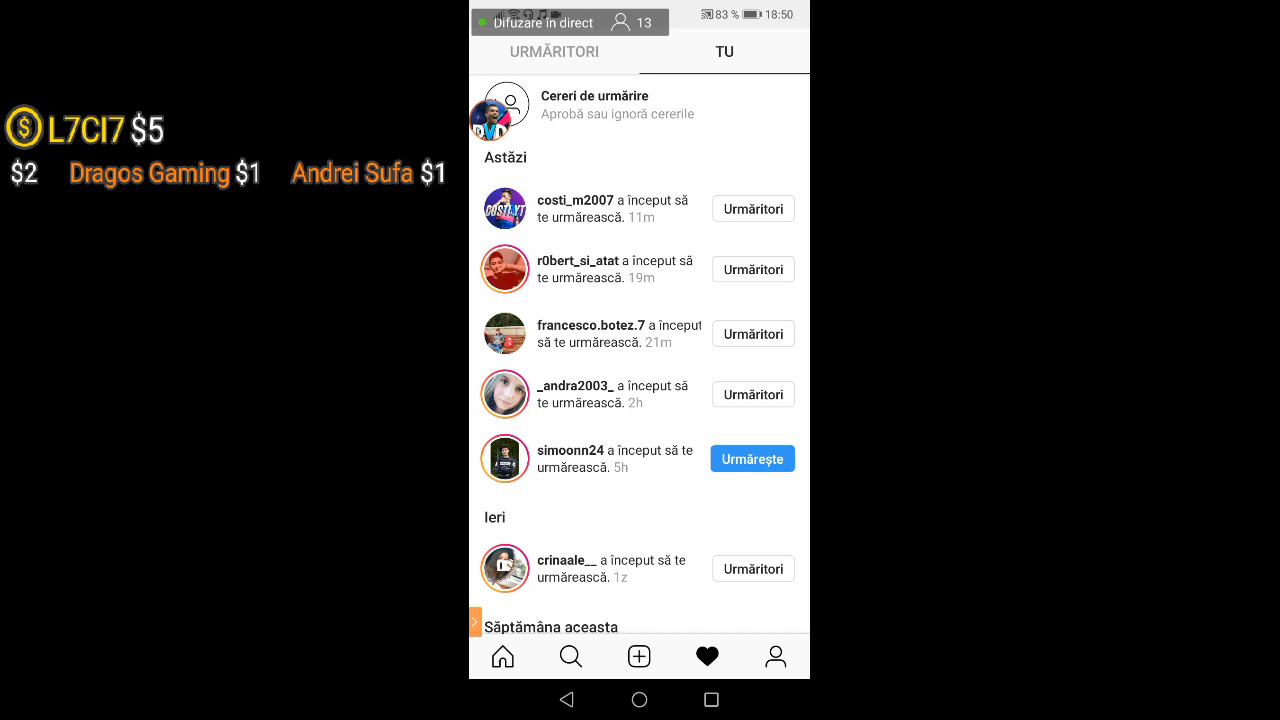 Difuzare în direct 13
83 % 18:50
URMĂRITORI TU
Cereri de urmărire
Aprobă sau ignoră cererile
L7CI7 $5
$2 Dragos Gaming $1 Andrei Sufa $1
Astăzi
costi_m2007 a început să
te urmărească. 11m
Urmăritori
r0bert_si_atat a început să
te urmărească. 19m
Urmăritori
francesco.botez.7 a început
să te urmărească. 21m
Urmăritori
_andra2003_ a început să
te urmărească. 2h
Urmăritori
simoonn24 a început să te
urmărească. 5h
Urmărește
Ieri
crinaale__ a început să te
urmărească. 1z
Urmăritori
Săptămâna aceasta